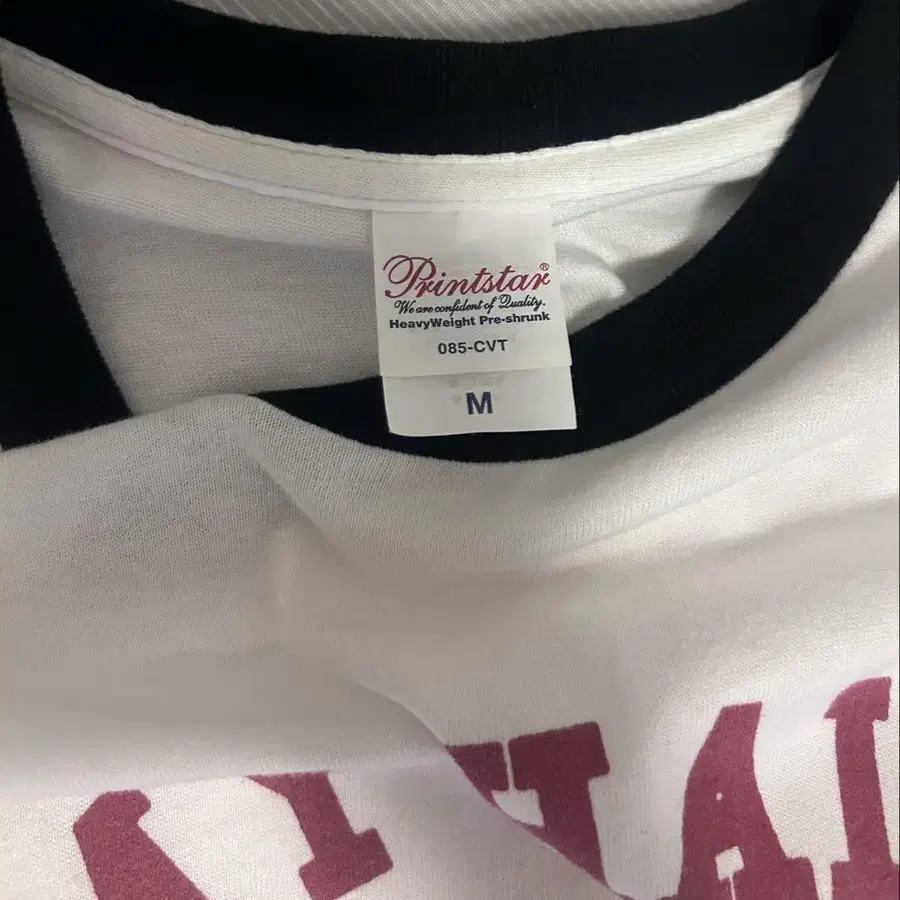 Printstar®
We are confident of Quality.
HeavyWeight Pre-shrunk
085-CVT
M